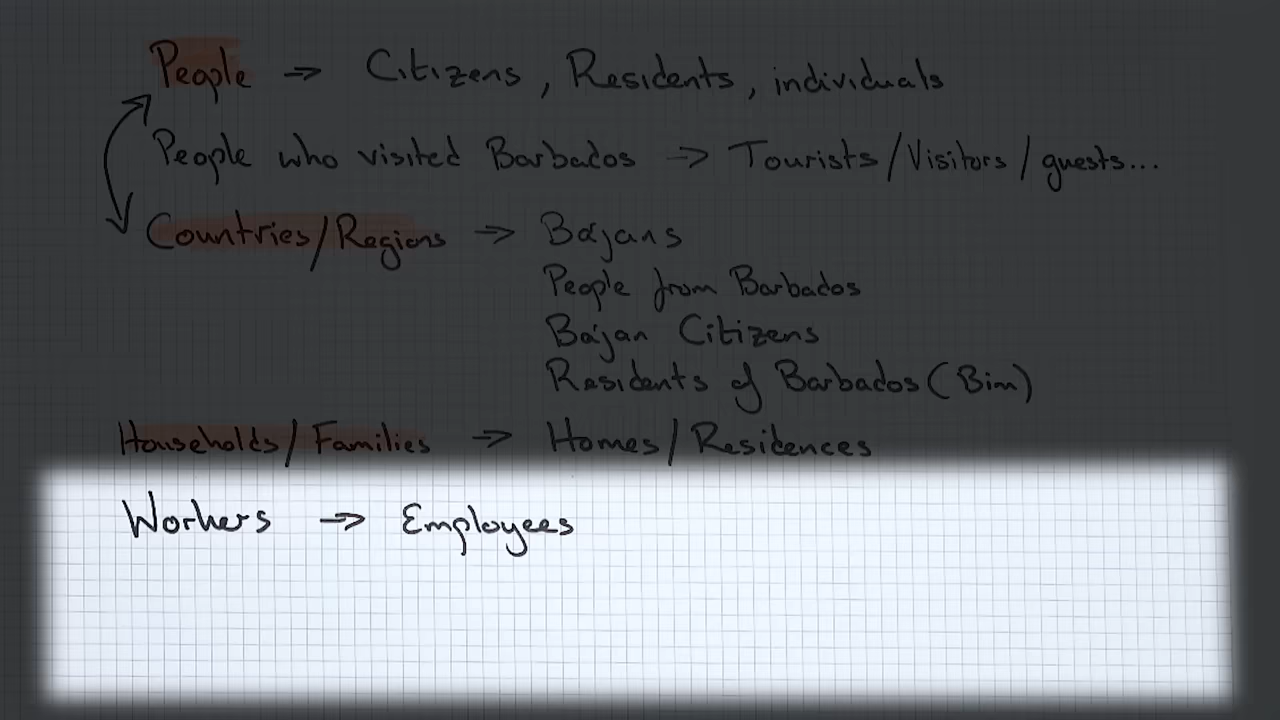 People → Citizens, Residents, individuals
People who visited Barbados → Tourists/Visitors/guests...
Countries/Regions → Bajans
People from Barbados
Bajan Citizens
Residents of Barbados (Bim)
Households/Families → Homes/Residences
Workers → Employees